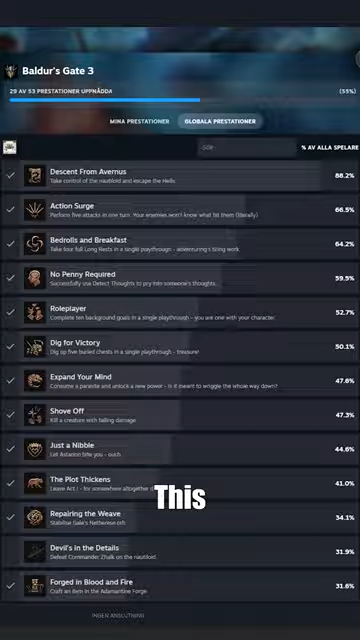 Baldur's Gate 3
29 AV 53 PRESTATIONER UPPNÅDDA (55%)
MINA PRESTATIONER GLOBALA PRESTATIONER
Sök % AV ALLA SPELARE
Descent From Avernus 88.2%
Take control of the nautiloid and escape the Hells.
Action Surge 66.5%
Perform five attacks in one turn. Your enemies won't know what hit them (literally)
Bedrolls and Breakfast 64.2%
Take four full Long Rests in a single playthrough - adventuring's tiring work.
No Penny Required 59.5%
Successfully use Detect Thoughts to pry into someone's thoughts.
Roleplayer 52.7%
Complete ten background goals in a single playthrough - you are one with your character.
Dig for Victory 50.1%
Dig up five buried chests in a single playthrough - treasure!
Expand Your Mind 47.6%
Consume a parasite and unlock a new power - is it meant to wriggle the whole way down?
Shove Off 47.3%
Kill a creature with falling damage.
Just a Nibble 44.6%
Let Astarion bite you - ouch.
The Plot Thickens 41.0%
Leave Act I - for somewhere altogether
This
Repairing the Weave 34.1%
Stabilise Gale's Netherese orb.
Devil's in the Details 31.9%
Defeat Commander Zhalk on the nautiloid.
Forged in Blood and Fire 31.6%
Craft an item in the Adamantine Forge.
INGEN ANSLUTNING